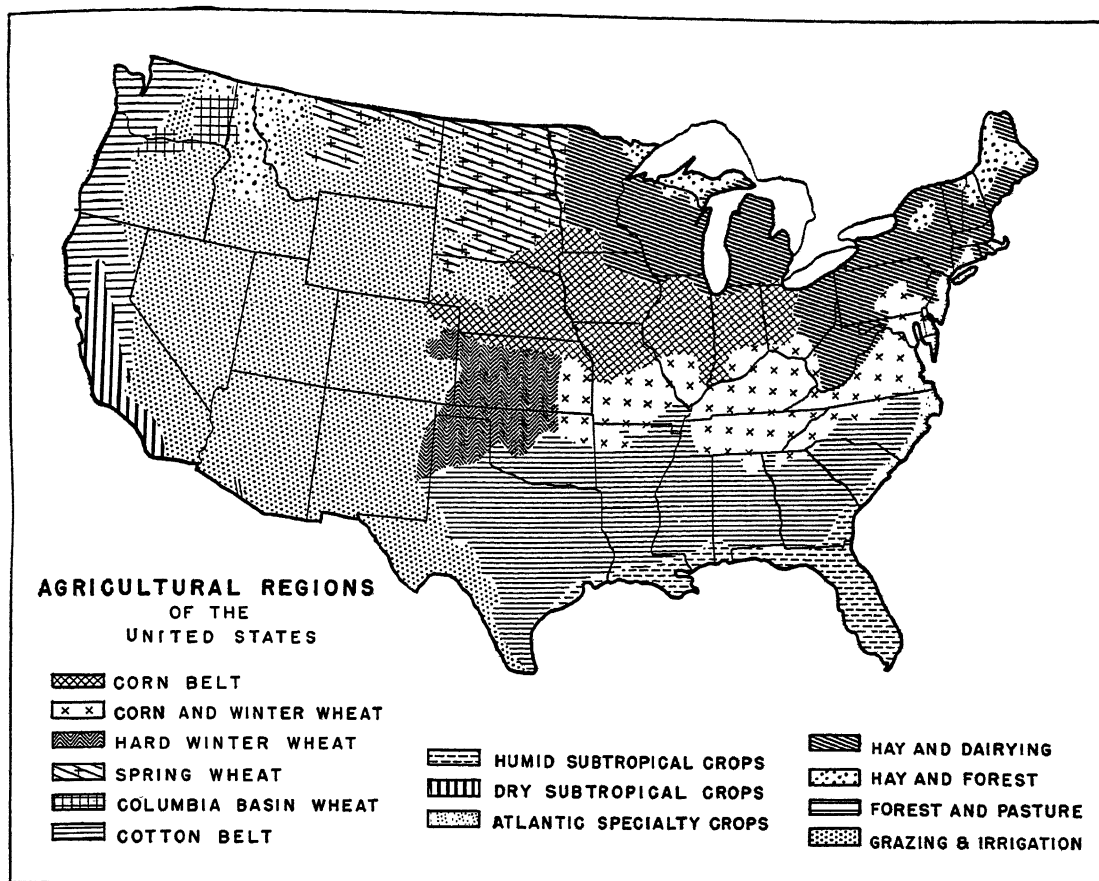 AGRICULTURAL REGIONS
OF THE
UNITED STATES
CORN BELT
CORN AND WINTER WHEAT
HARD WINTER WHEAT
SPRING WHEAT
COLUMBIA BASIN WHEAT
COTTON BELT
HUMID SUBTROPICAL CROPS
DRY SUBTROPICAL CROPS
ATLANTIC SPECIALTY CROPS
HAY AND DAIRYING
HAY AND FOREST
FOREST AND PASTURE
GRAZING & IRRIGATION